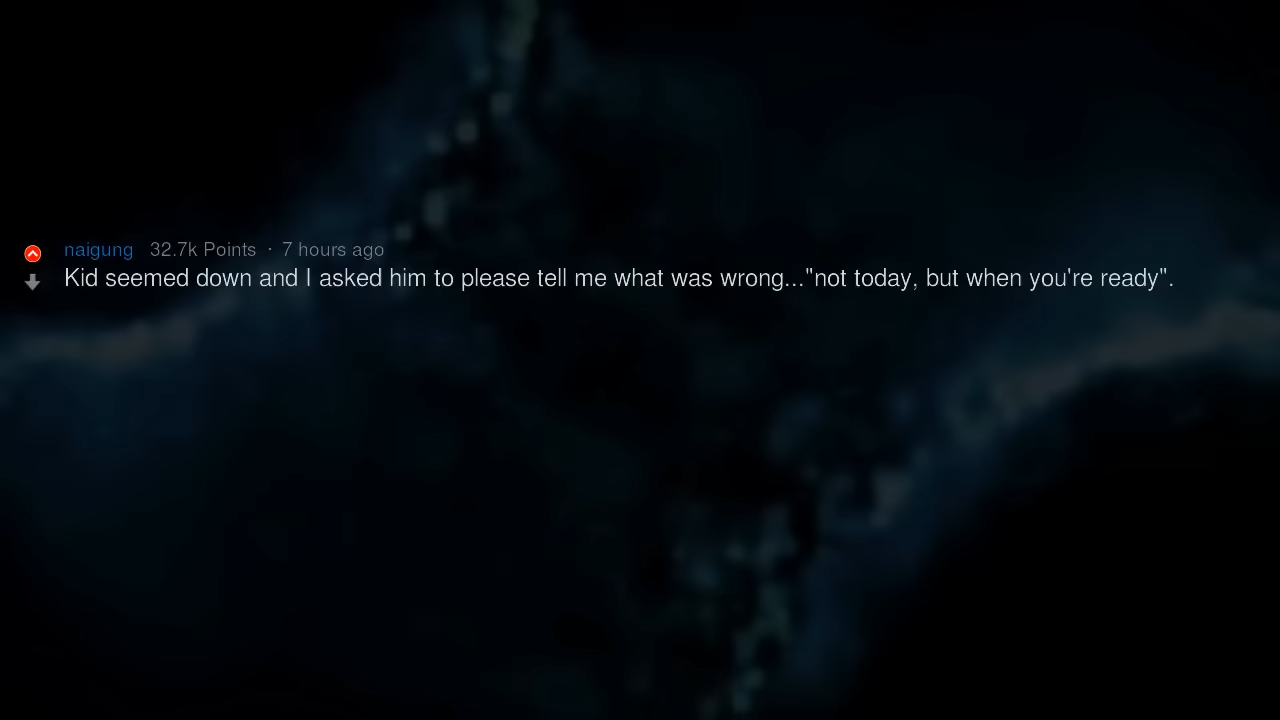 naigung 32.7k Points · 7 hours ago
Kid seemed down and I asked him to please tell me what was wrong..."not today, but when you're ready".